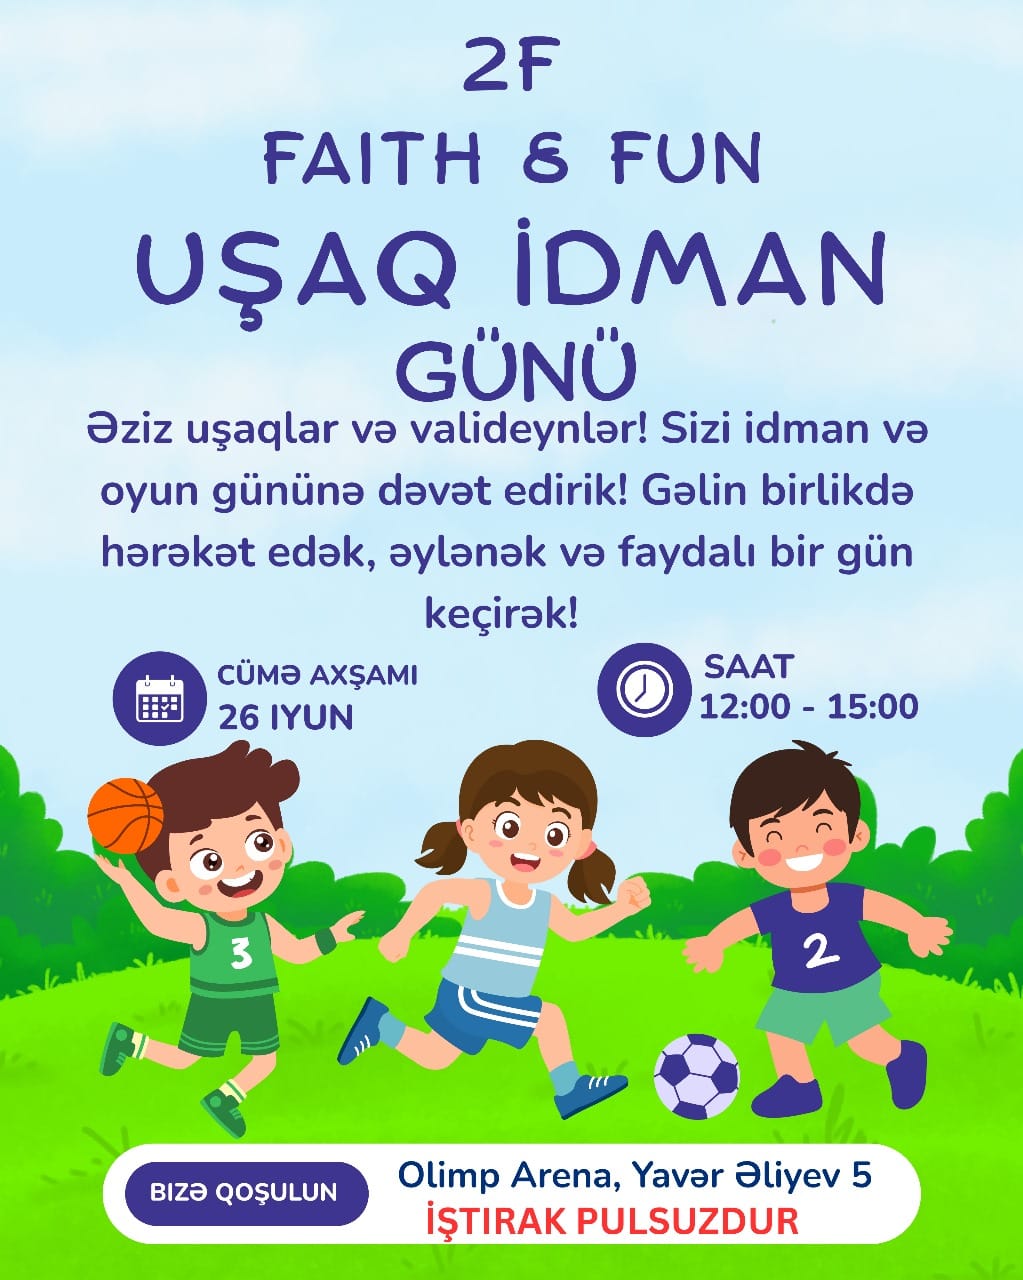 2F
FAITH & FUN
UŞAQ İDMAN
GÜNÜ
Əziz uşaqlar və valideynlər! Sizi idman və
oyun gününə dəvət edirik! Gəlin birlikdə
hərəkət edək, əylənək və faydalı bir gün
keçirək!
CÜMƏ AXŞAMI
26 IYUN
SAAT
12:00 - 15:00
3
2
BIZƏ QOŞULUN
Olimp Arena, Yavər Əliyev 5
İŞTIRAK PULSUZDUR